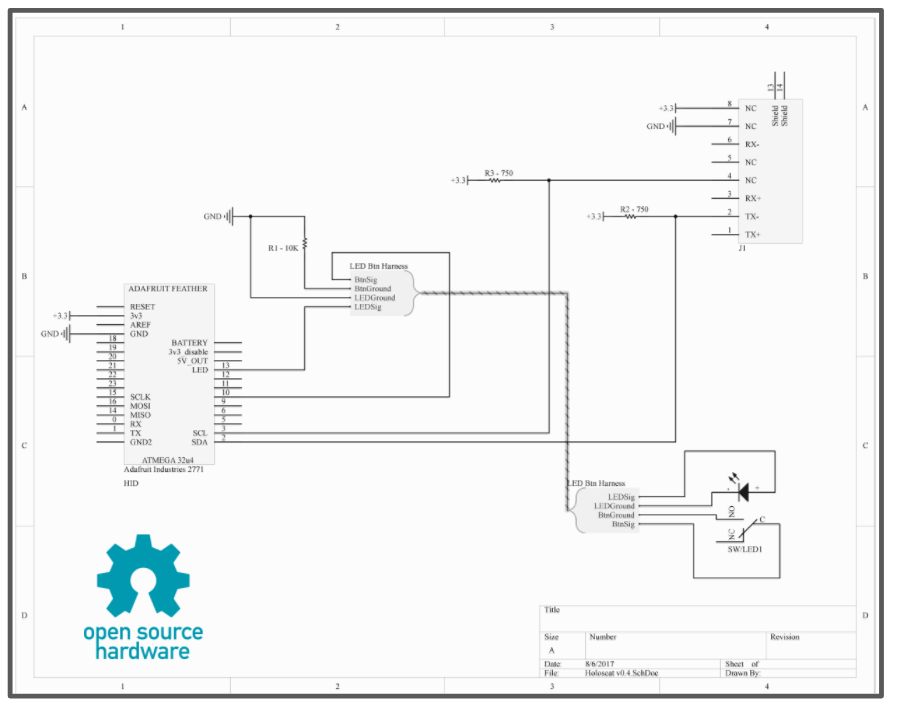 1 2 3 4
A A
13
14
Shield
Shield
+3.3 8 NC
GND 7 NC
6 RX-
5 NC
+3.3 R3 - 750 4 NC
3 RX+
+3.3 R2 - 750 2 TX-
1 TX+
J1
GND
R1 - 10K
B B
LED Btn Harness
BtnSig
BtnGround
LEDGround
LEDSig
ADAFRUIT FEATHER
RESET
+3.3 3v3
AREF
GND GND
18 BATTERY
19 3v3_disable
20 5V_OUT
21 LED 13
22 12
23 11
15 SCLK 10
16 MOSI 9
14 MISO 6
0 RX 5
1 TX SCL 3
GND2 SDA 2
C C
ATMEGA 32u4
Adafruit Industries 2771
HID
LED Btn Harness
LEDSig
LEDGround
BtnGround
BtnSig
- +
NO
C
NC
SW/LED1
open source
hardware
D D
Title
Size Number Revision
A
Date: 8/6/2017 Sheet of
File: Holoseat v0.4.SchDoc Drawn By:
1 2 3 4